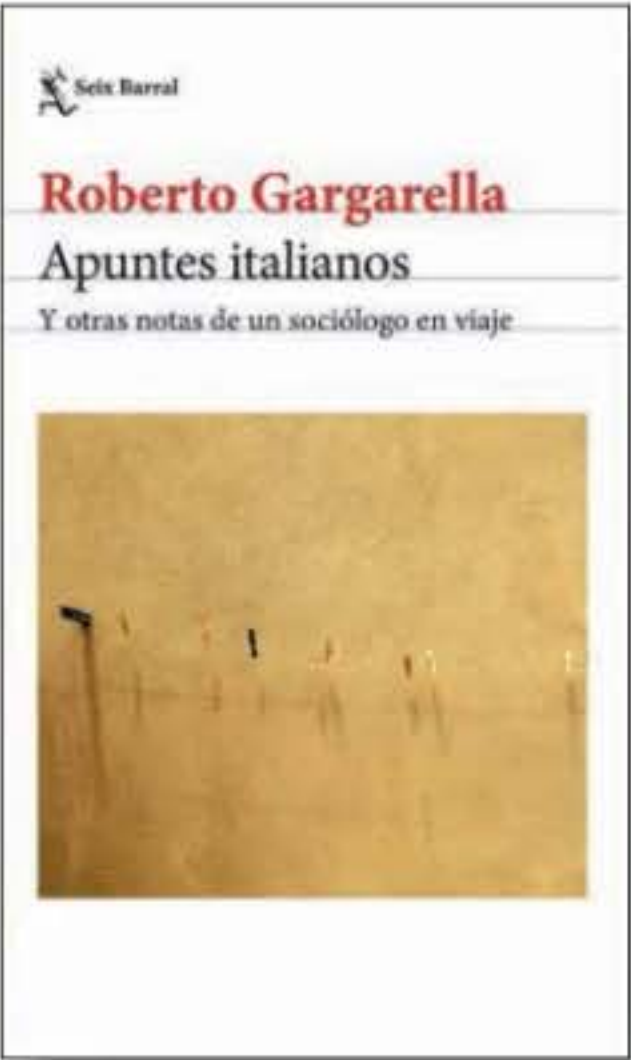 Seix Barral
Roberto Gargarella
Apuntes italianos
Y otras notas de un sociólogo en viaje